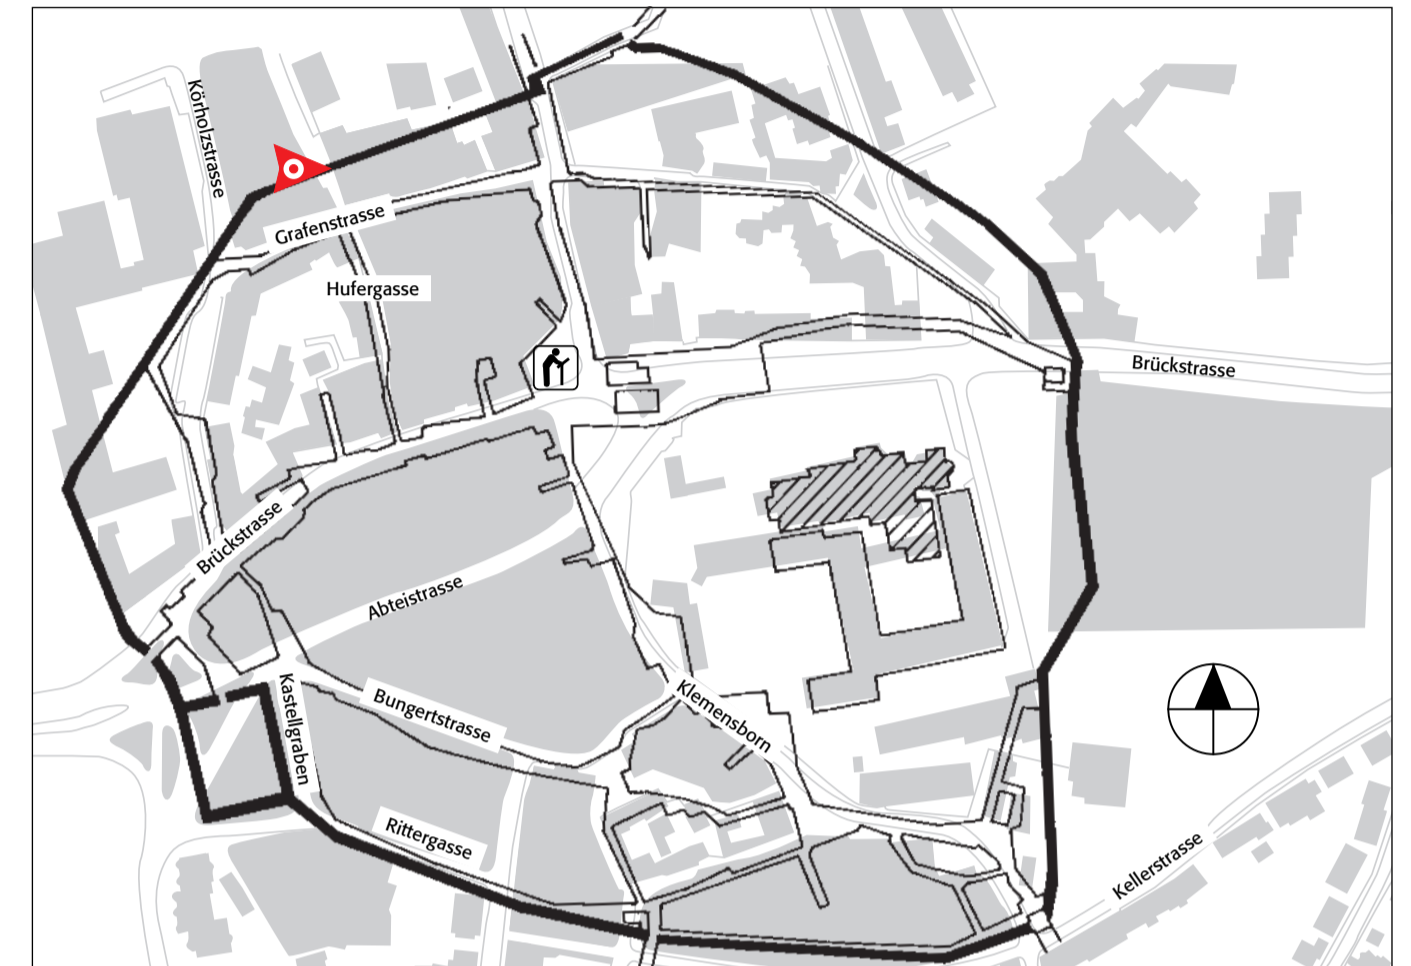 Körholzstrasse
Grafenstrasse
Hufergasse
Brückstrasse
Brückstrasse
Abteistrasse
Kastellgraben
Bungertstrasse
Klemensborn
Rittergasse
Kellerstrasse